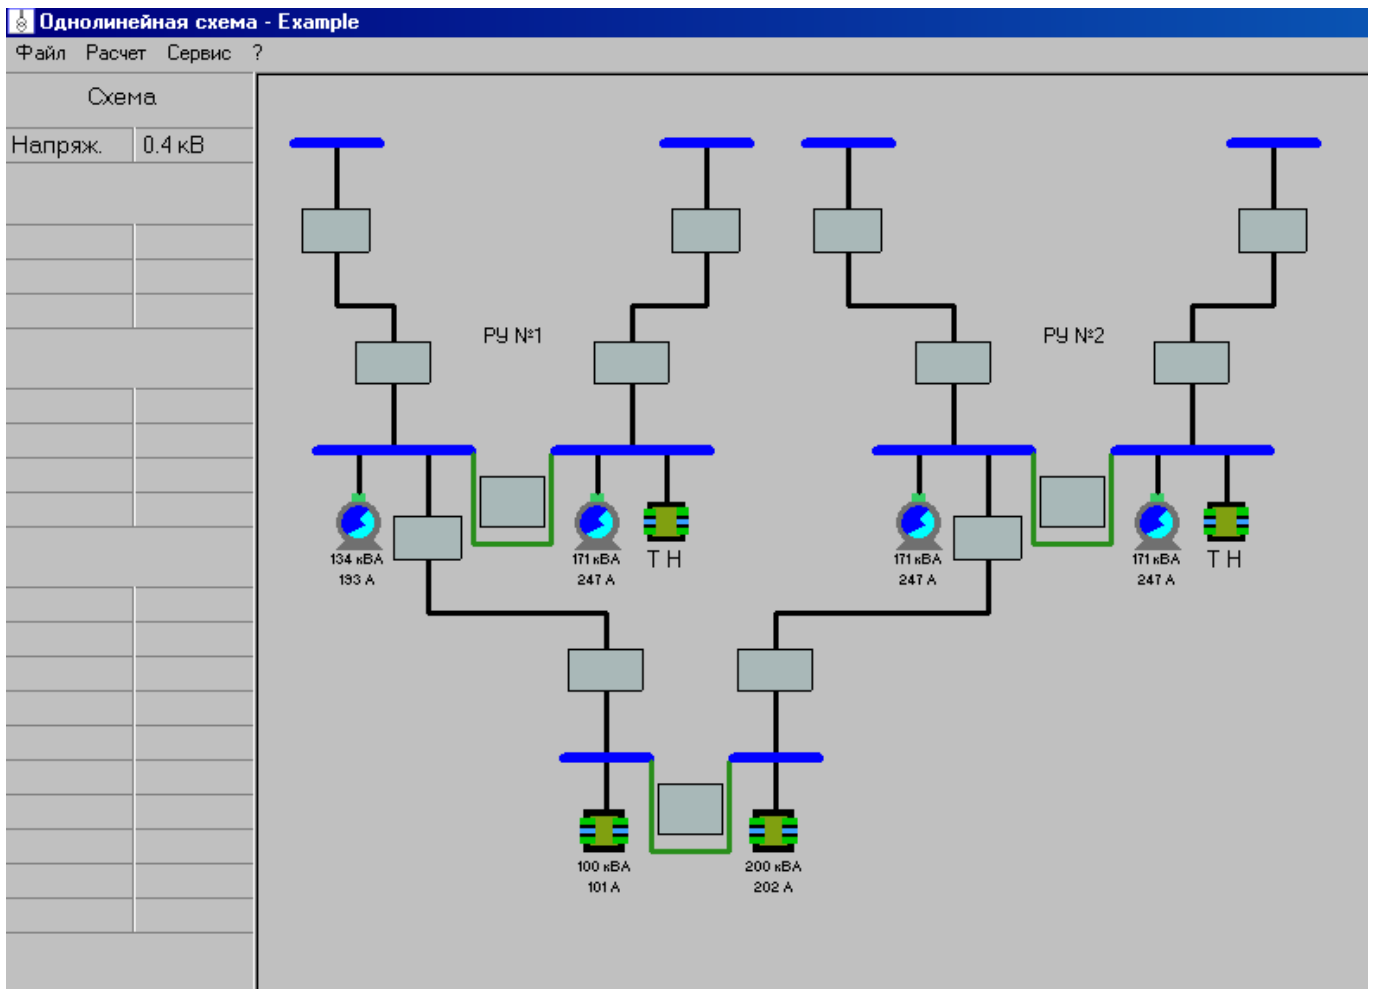 Однолинейная схема - Example
Файл Расчет Сервис ?
Схема
Напряж. 0.4 кВ
РУ №1
РУ №2
134 кВА
193 А
171 кВА
247 А
Т Н
171 кВА
247 А
171 кВА
247 А
Т Н
100 кВА
101 А
200 кВА
202 А